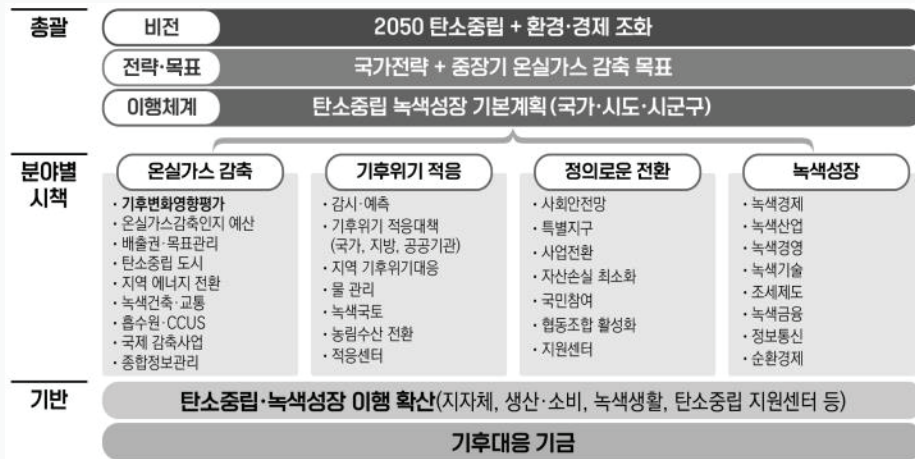 총괄
비전
2050 탄소중립 + 환경·경제 조화
전략·목표
국가전략 + 중장기 온실가스 감축 목표
이행체계
탄소중립 녹색성장 기본계획(국가·시도·시군구)
분야별
시책
온실가스 감축
· 기후변화영향평가
· 온실가스감축인지 예산
· 배출권·목표관리
· 탄소중립 도시
· 지역 에너지 전환
· 녹색건축·교통
· 흡수원·CCUS
· 국제 감축사업
· 종합정보관리
기후위기 적응
· 감시·예측
· 기후위기 적응대책
(국가, 지방, 공공기관)
· 지역 기후위기대응
· 물 관리
· 녹색국토
· 농림수산 전환
· 적응센터
정의로운 전환
· 사회안전망
· 특별지구
· 사업전환
· 자산손실 최소화
· 국민참여
· 협동조합 활성화
· 지원센터
녹색성장
· 녹색경제
· 녹색산업
· 녹색경영
· 녹색기술
· 조세제도
· 녹색금융
· 정보통신
· 순환경제
기반
탄소중립·녹색성장 이행 확산(지자체, 생산·소비, 녹색생활, 탄소중립 지원센터 등)
기후대응 기금